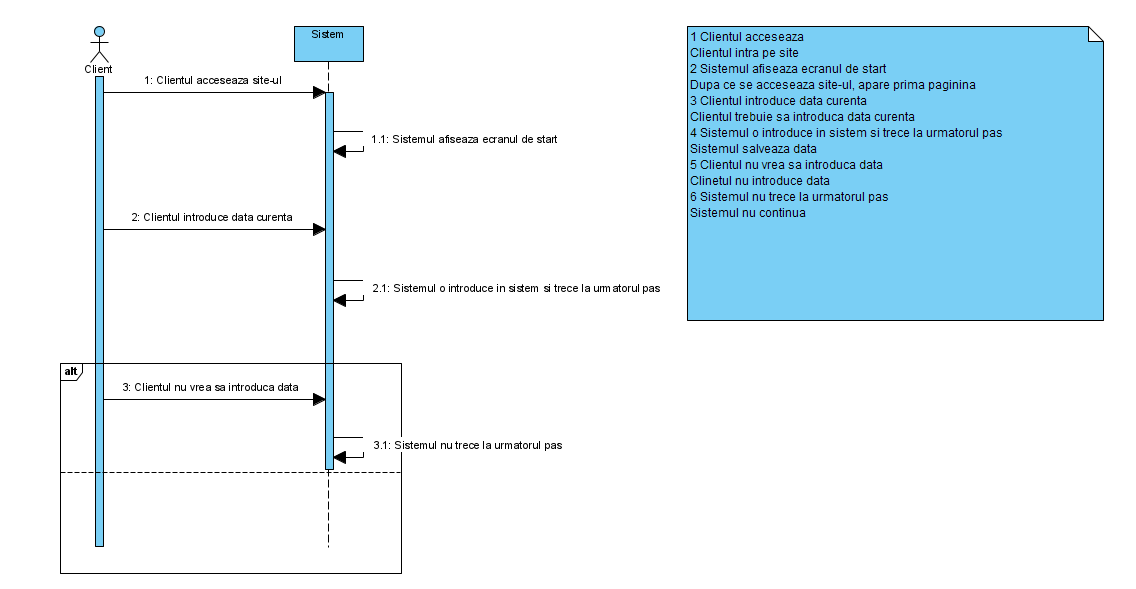 Client
Sistem
1: Clientul acceseaza site-ul
1.1: Sistemul afiseaza ecranul de start
2: Clientul introduce data curenta
2.1: Sistemul o introduce in sistem si trece la urmatorul pas
alt
3: Clientul nu vrea sa introduca data
3.1: Sistemul nu trece la urmatorul pas
1 Clientul acceseaza
Clientul intra pe site
2 Sistemul afiseaza ecranul de start
Dupa ce se acceseaza site-ul, apare prima paginina
3 Clientul introduce data curenta
Clientul trebuie sa introduca data curenta
4 Sistemul o introduce in sistem si trece la urmatorul pas
Sistemul salveaza data
5 Clientul nu vrea sa introduca data
Clinetul nu introduce data
6 Sistemul nu trece la urmatorul pas
Sistemul nu continua